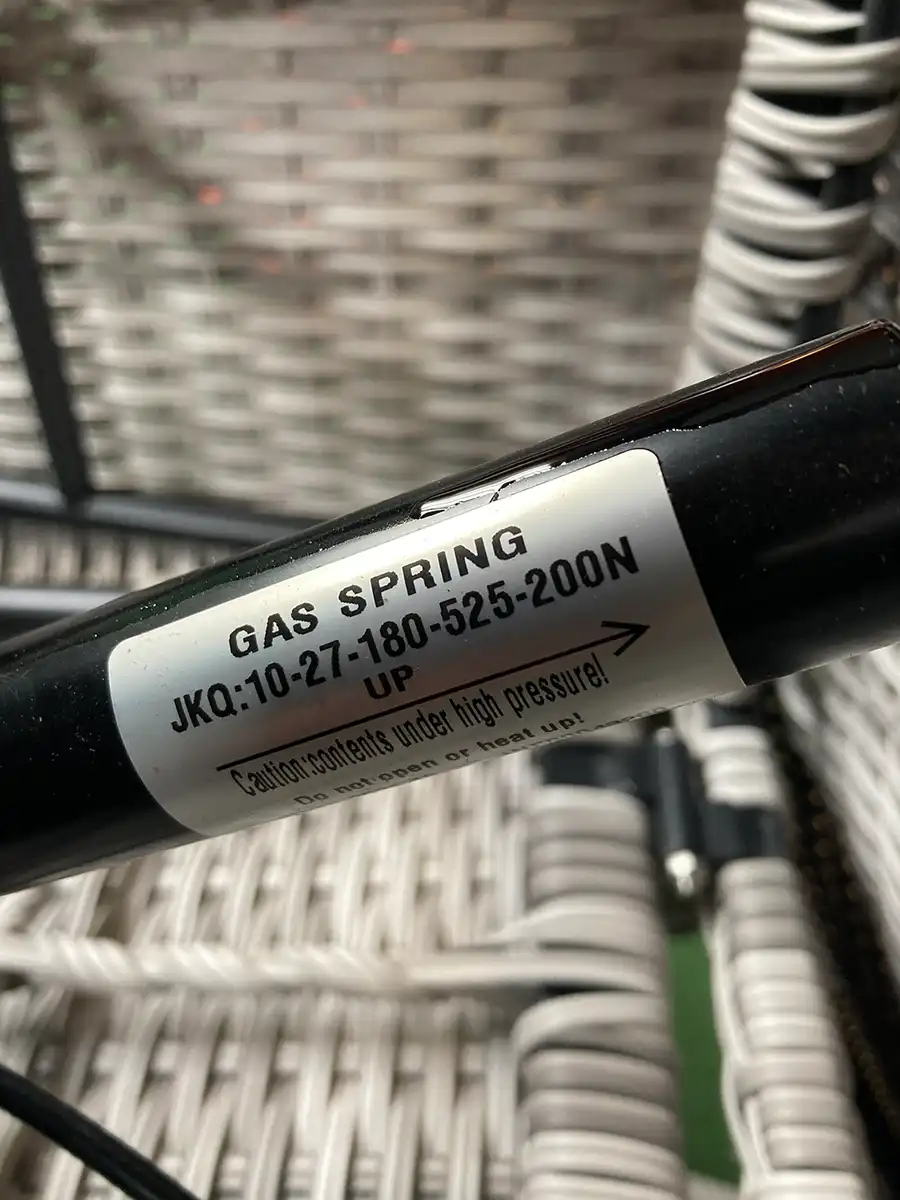 GAS SPRING
JKQ:10-27-180-525-200N
UP
Caution:contents under high pressure!
Do not open or heat up!